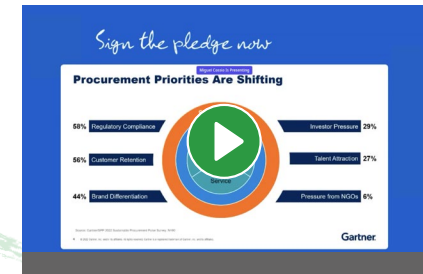 Sign the pledge now
Miguel Cossio is Presenting
Procurement Priorities Are Shifting
58% Regulatory Compliance
56% Customer Retention
44% Brand Differentiation
Service
Investor Pressure 29%
Talent Attraction 27%
Pressure from NGOs 6%
Gartner